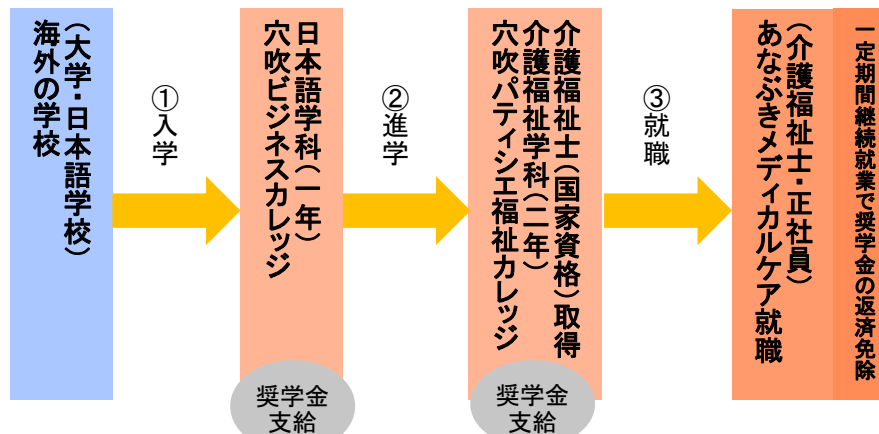 海外の学校
（大学・日本語学校）
①入学
穴吹ビジネスカレッジ
日本語学科（一年）
奨学金
支給
②進学
穴吹パティシエ福祉カレッジ
介護福祉学科（二年）
介護福祉士（国家資格）取得
奨学金
支給
③就職
あなぶきメディカルケア就職
（介護福祉士・正社員）
一定期間継続就業で奨学金の返済免除